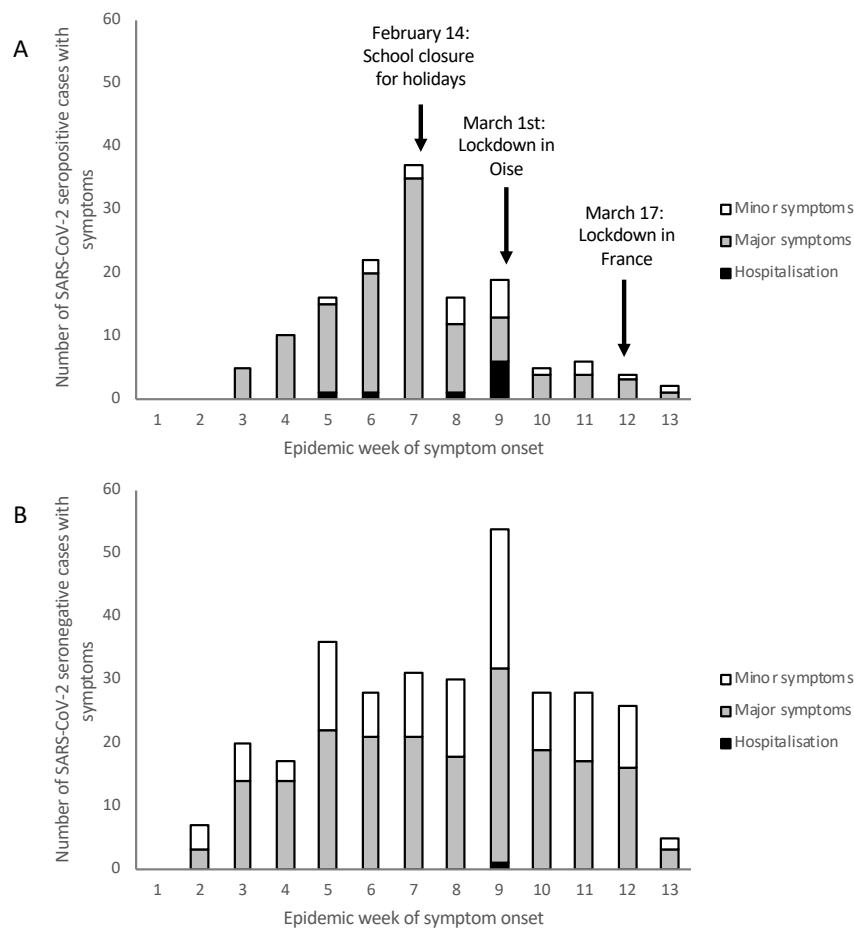 A
Number of SARS-CoV-2 seropositive cases with
symptoms
60
50
40
30
20
10
0
February 14:
School closure
for holidays
March 1st:
Lockdown in
Oise
March 17:
Lockdown in
France
Minor symptoms
Major symptoms
Hospitalisation
1 2 3 4 5 6 7 8 9 10 11 12 13
Epidemic week of symptom onset
B
Number of SARS-CoV-2 seronegative cases with
symptoms
60
50
40
30
20
10
0
Minor symptoms
Major symptoms
Hospitalisation
1 2 3 4 5 6 7 8 9 10 11 12 13
Epidemic week of symptom onset